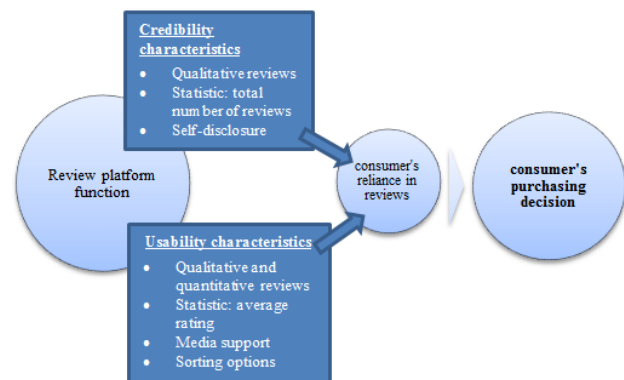 Credibility
characteristics
• Qualitative reviews
• Statistic: total
number of reviews
• Self-disclosure
Review platform
function
consumer's
reliance in
reviews
consumer's
purchasing
decision
Usability characteristics
• Qualitative and
quantitative reviews
• Statistic: average
rating
• Media support
• Sorting options